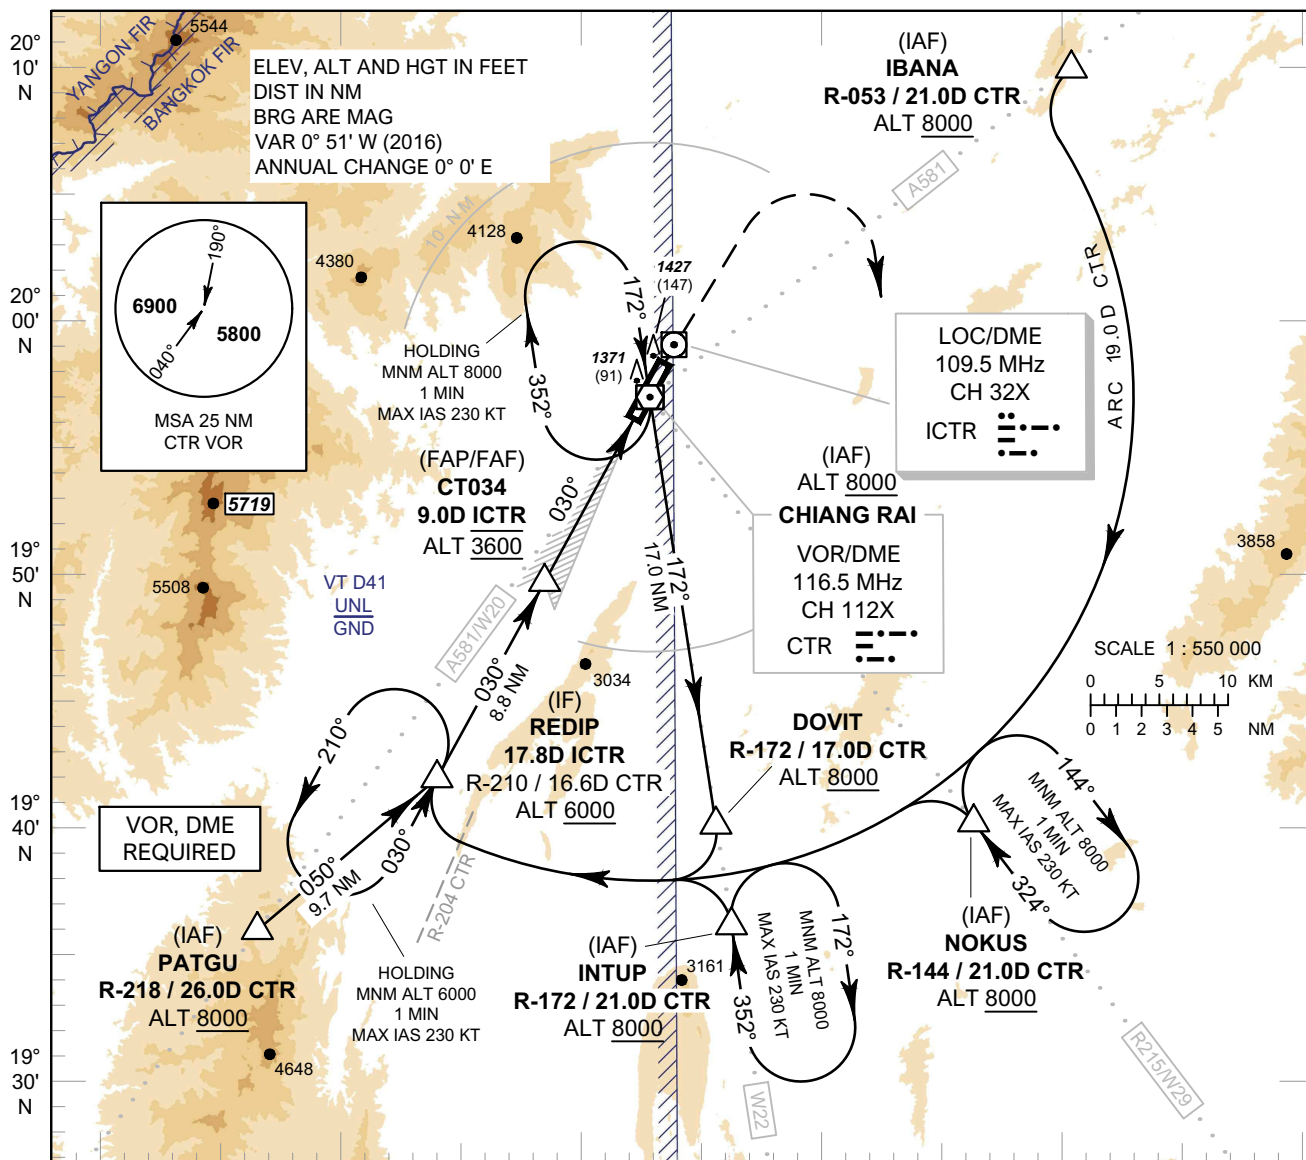 20°
10'
N
20°
00'
N
19°
50'
N
19°
40'
N
19°
30'
N
5544
YANGON FIR
BANGKOK FIR
ELEV, ALT AND HGT IN FEET
DIST IN NM
BRG ARE MAG
VAR 0° 51' W (2016)
ANNUAL CHANGE 0° 0' E
(IAF)
IBANA
R-053 / 21.0D CTR
ALT 8000
A581
10 NM
4128
4380
190°
6900
5800
040°
MSA 25 NM
CTR VOR
172°
1427
(147)
1371
(91)
HOLDING
MNM ALT 8000
1 MIN
MAX IAS 230 KT
352°
ARC 19.0 D CTR
LOC/DME
109.5 MHz
CH 32X
ICTR
(FAP/FAF)
CT034
9.0D ICTR
ALT 3600
030°
(IAF)
ALT 8000
CHIANG RAI
VOR/DME
116.5 MHz
CH 112X
CTR
5719
5508
VT D41
UNL
GND
3858
172°
17.0 NM
A581/W20
030°
8.8 NM
3034
SCALE 1 : 550 000
0 5 10 KM
0 1 2 3 4 5 NM
(IF)
REDIP
17.8D ICTR
R-210 / 16.6D CTR
ALT 6000
DOVIT
R-172 / 17.0D CTR
ALT 8000
210°
VOR, DME
REQUIRED
050°
9.7 NM
030°
R-204 CTR
144°
MNM ALT 8000
1 MIN
MAX IAS 230 KT
324°
(IAF)
PATGU
R-218 / 26.0D CTR
ALT 8000
HOLDING
MNM ALT 6000
1 MIN
MAX IAS 230 KT
(IAF)
INTUP
R-172 / 21.0D CTR
ALT 8000
3161
172°
MNM ALT 8000
1 MIN
MAX IAS 230 KT
352°
(IAF)
NOKUS
R-144 / 21.0D CTR
ALT 8000
4648
W22
R215/W29